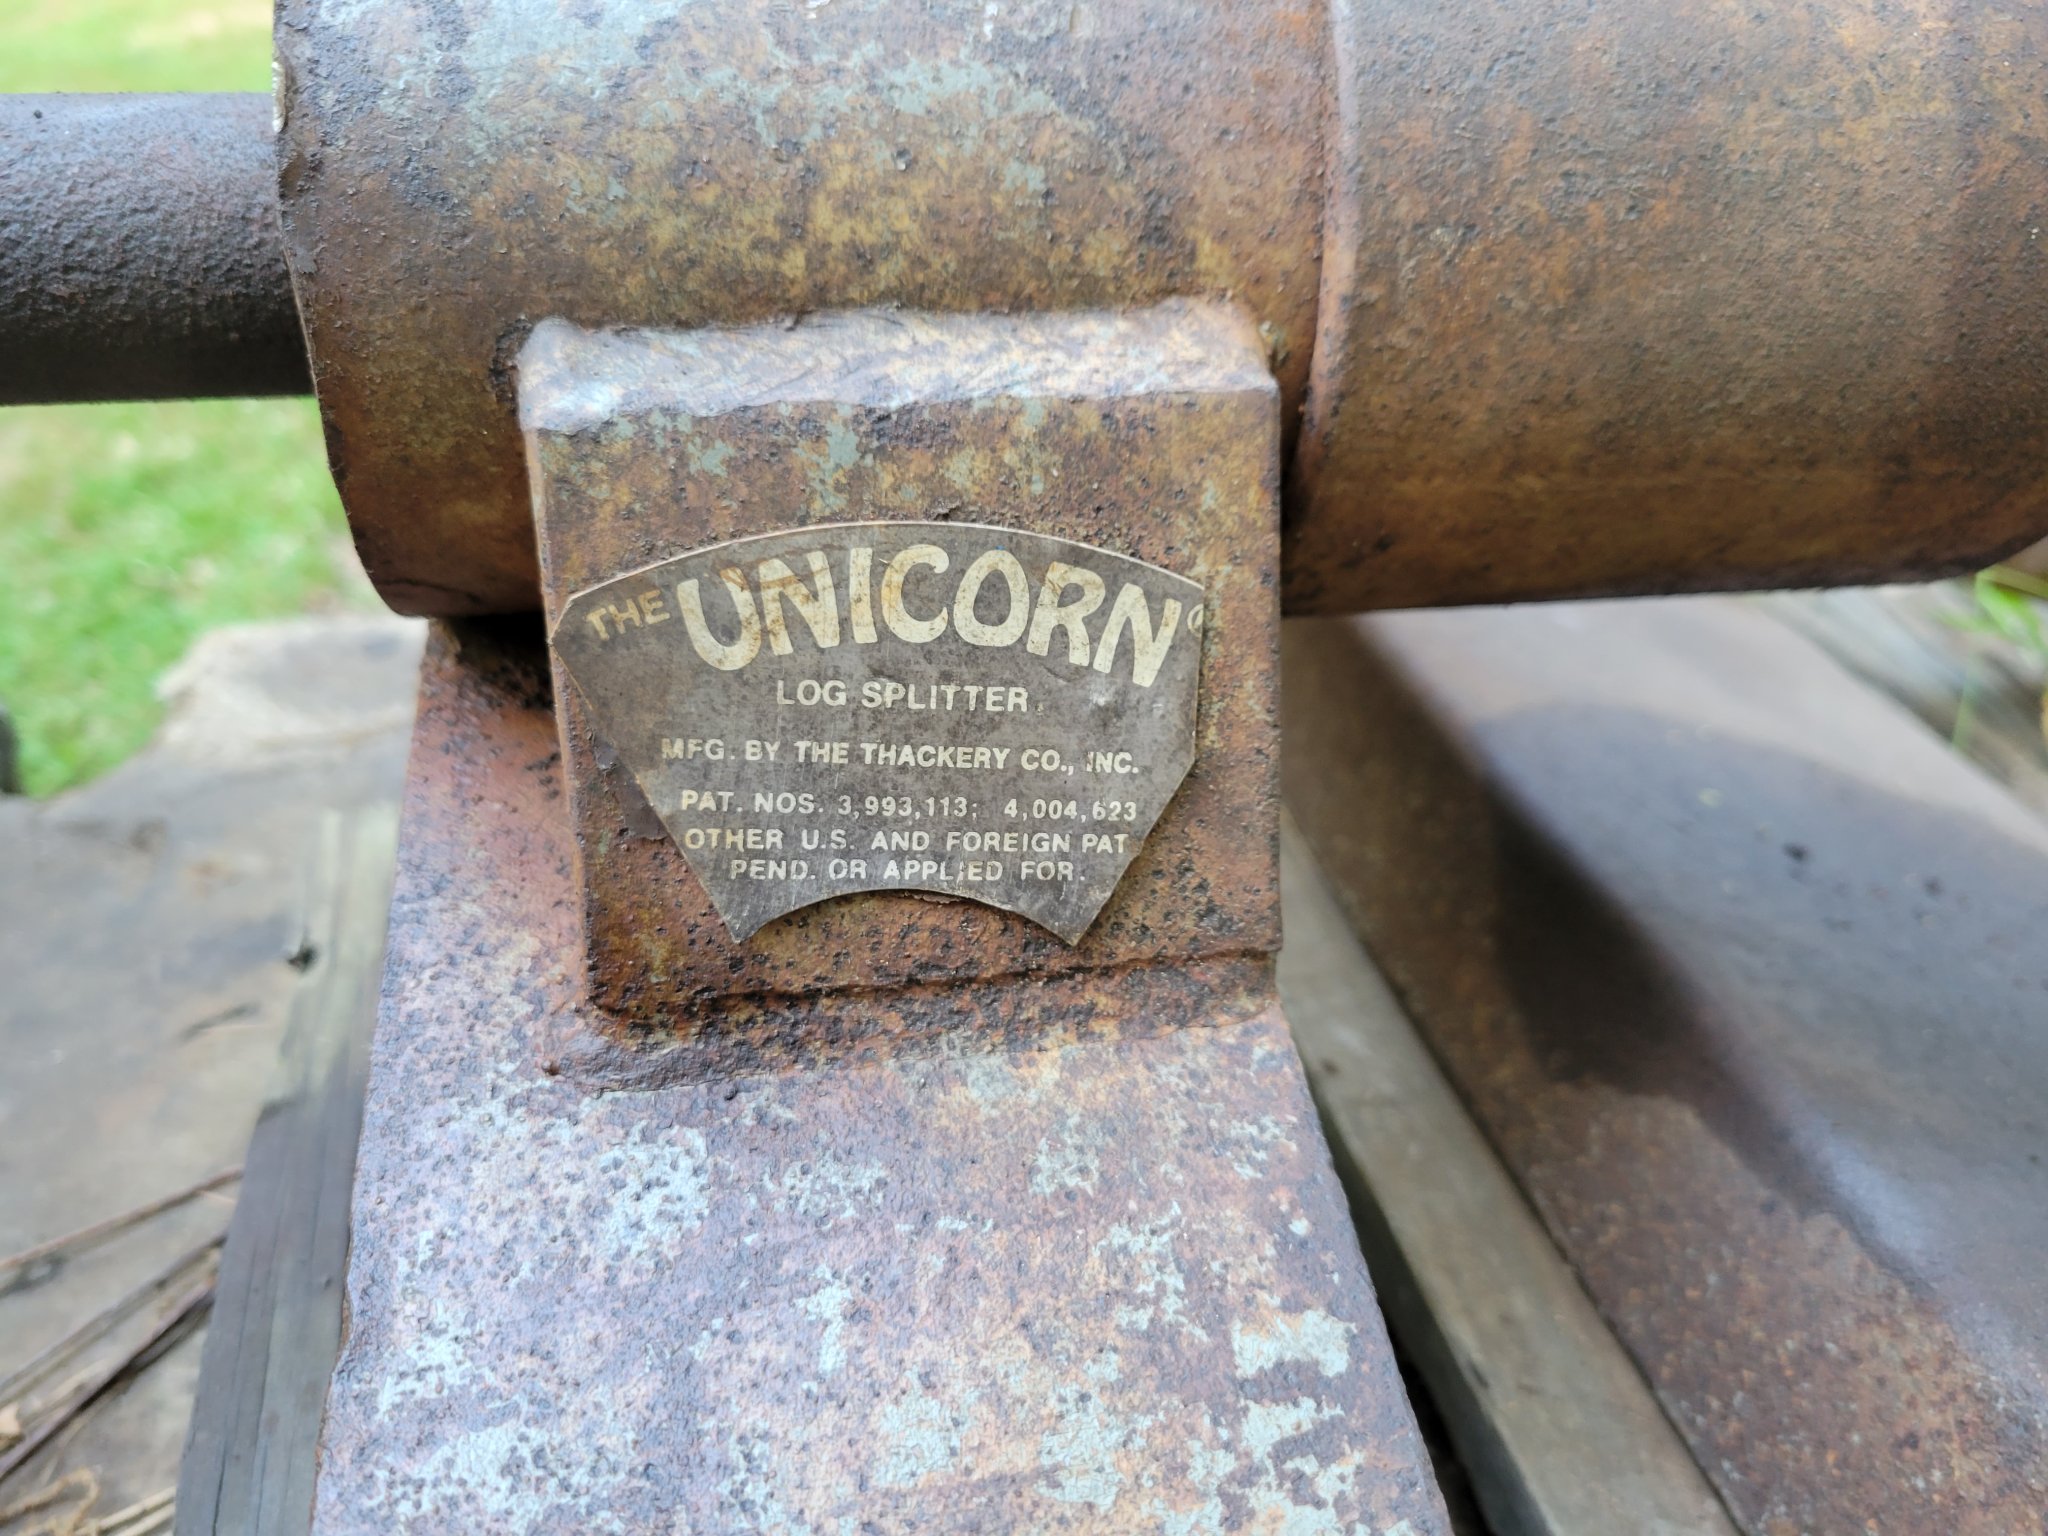 THE UNICORN®
LOG SPLITTER
MFG. BY THE THACKERY CO., INC.
PAT. NOS. 3,993,113; 4,004,623
OTHER U.S. AND FOREIGN PAT
PEND. OR APPLIED FOR.